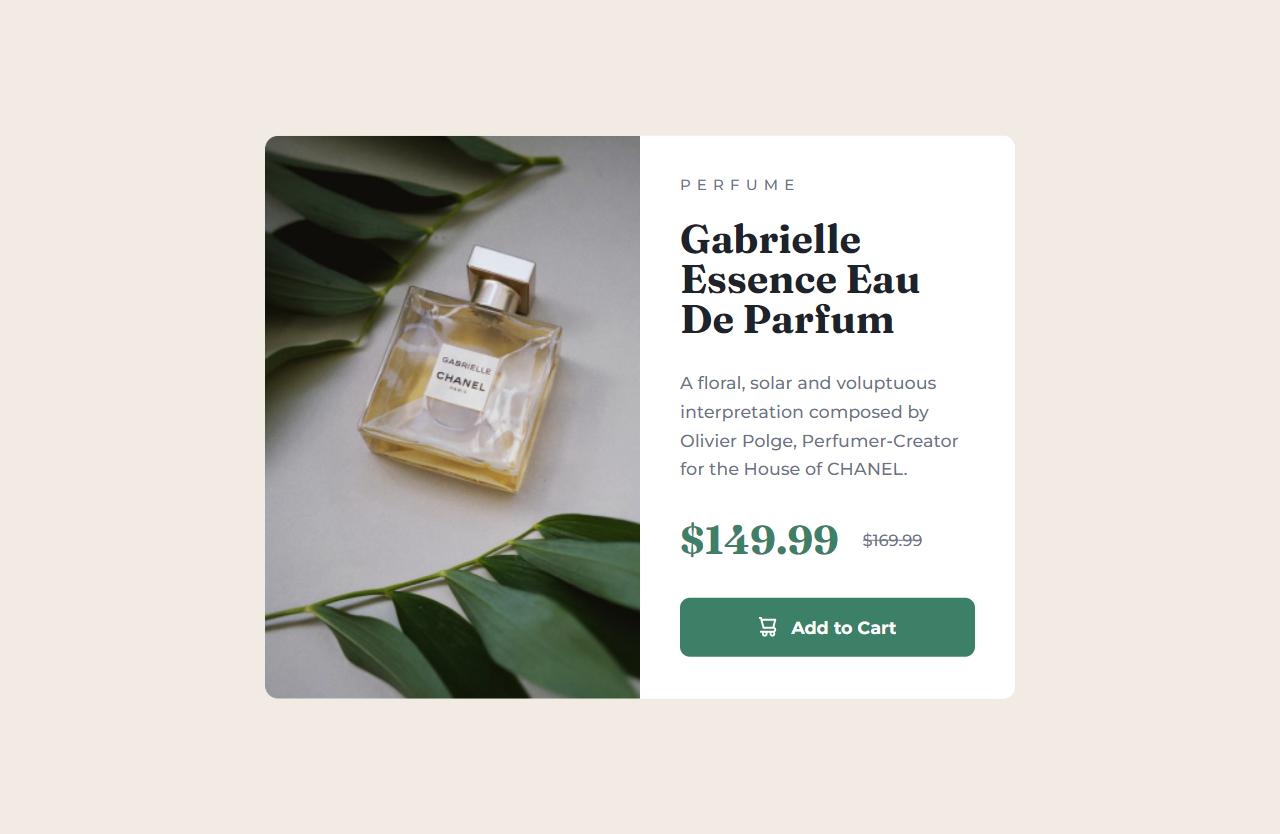 GABRIELLE
CHANEL
PARIS
PERFUME
Gabrielle
Essence Eau
De Parfum
A floral, solar and voluptuous
interpretation composed by
Olivier Polge, Perfumer-Creator
for the House of CHANEL.
$149.99 $169.99
Add to Cart